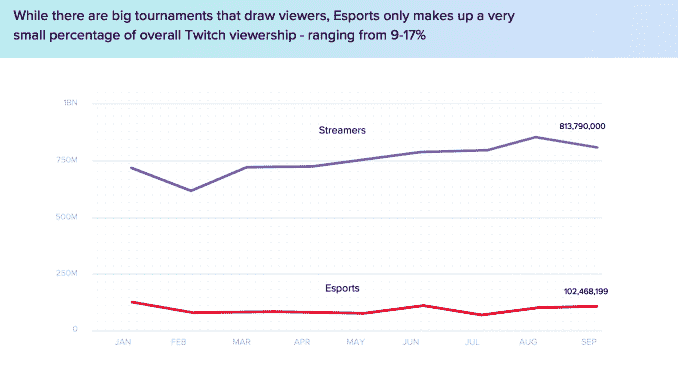 While there are big tournaments that draw viewers, Esports only makes up a very
small percentage of overall Twitch viewership - ranging from 9-17%
1BN
Streamers
813,790,000
750M
500M
250M
Esports
102,468,199
0
JAN FEB MAR APR MAY JUN JUL AUG SEP